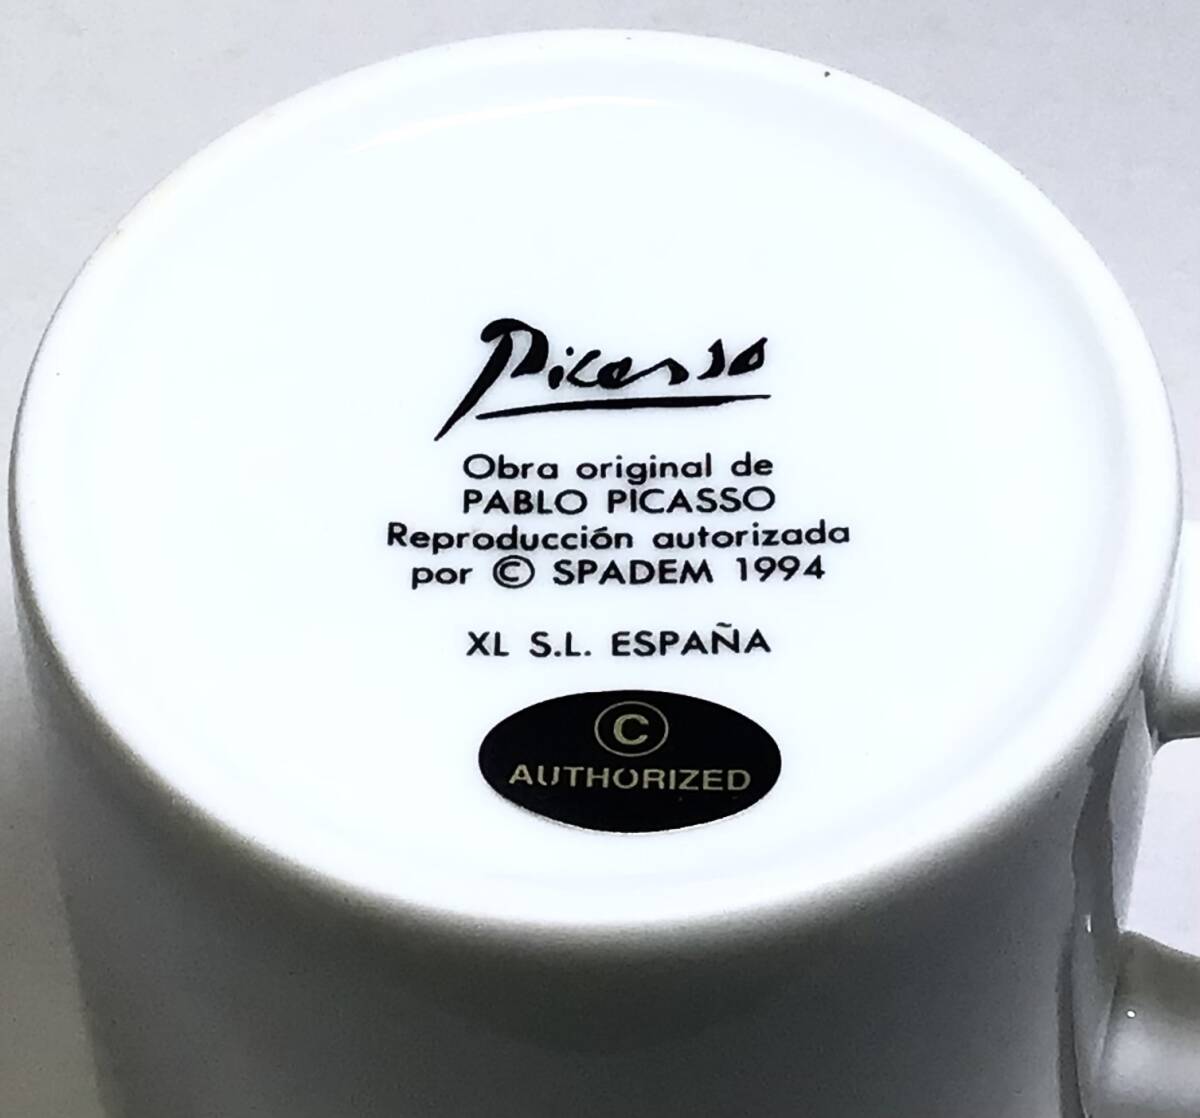 Picasso
Obra original de
PABLO PICASSO
Reproducción autorizada
por © SPADEM 1994
XL S.L. ESPAÑA
©
AUTHORIZED